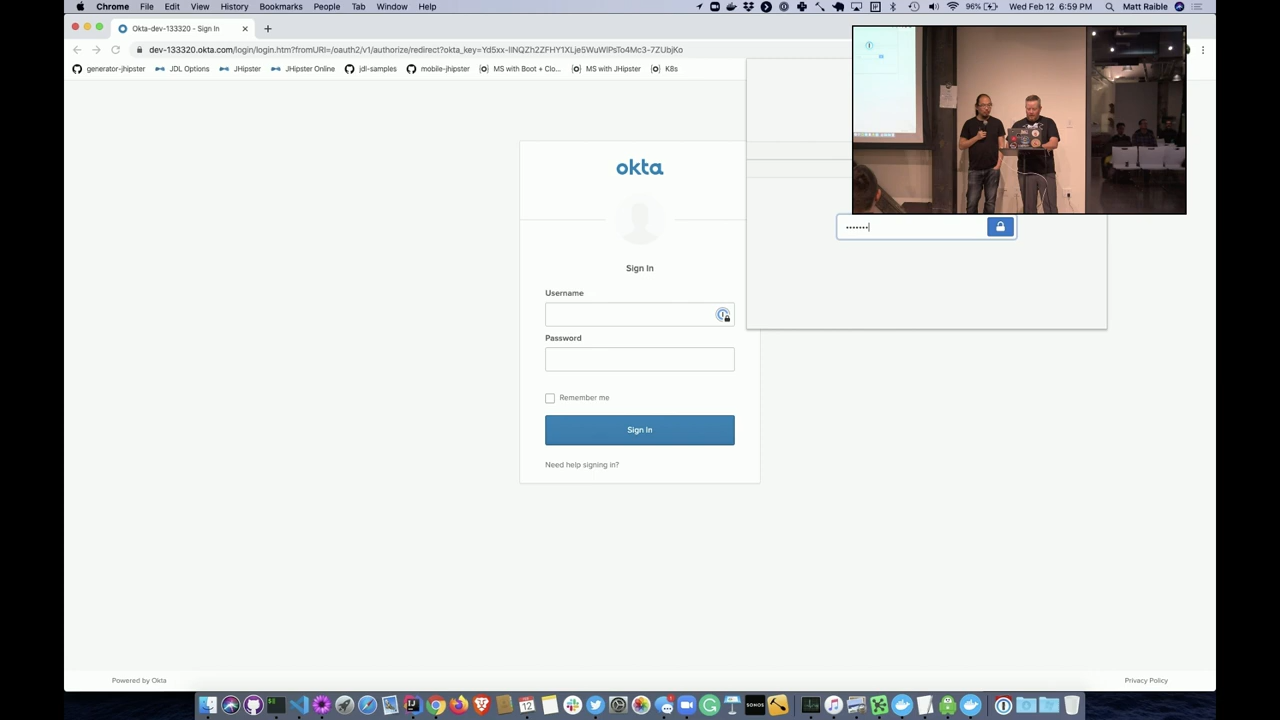 Chrome File Edit View History Bookmarks People Tab Window Help 96% Wed Feb 12 6:59 PM Matt Raible
Okta-dev-133320 - Sign In
dev-133320.okta.com/login/login.htm?fromURI=/oauth2/v1/authorize/redirect?okta_key=Yd5xx-liNQZh2ZFHY1XLje5WuWlPsTo4Mc3-7ZUbjKo
generator-jhipster JDL Options JHipster JHipster Online jdl-samples mobile-jhipster MS with Boot + Clo... MS with JHipster K8s
okta
Sign In
Username
Password
Remember me
Sign In
Need help signing in?
Powered by Okta Privacy Policy
12
SONOS